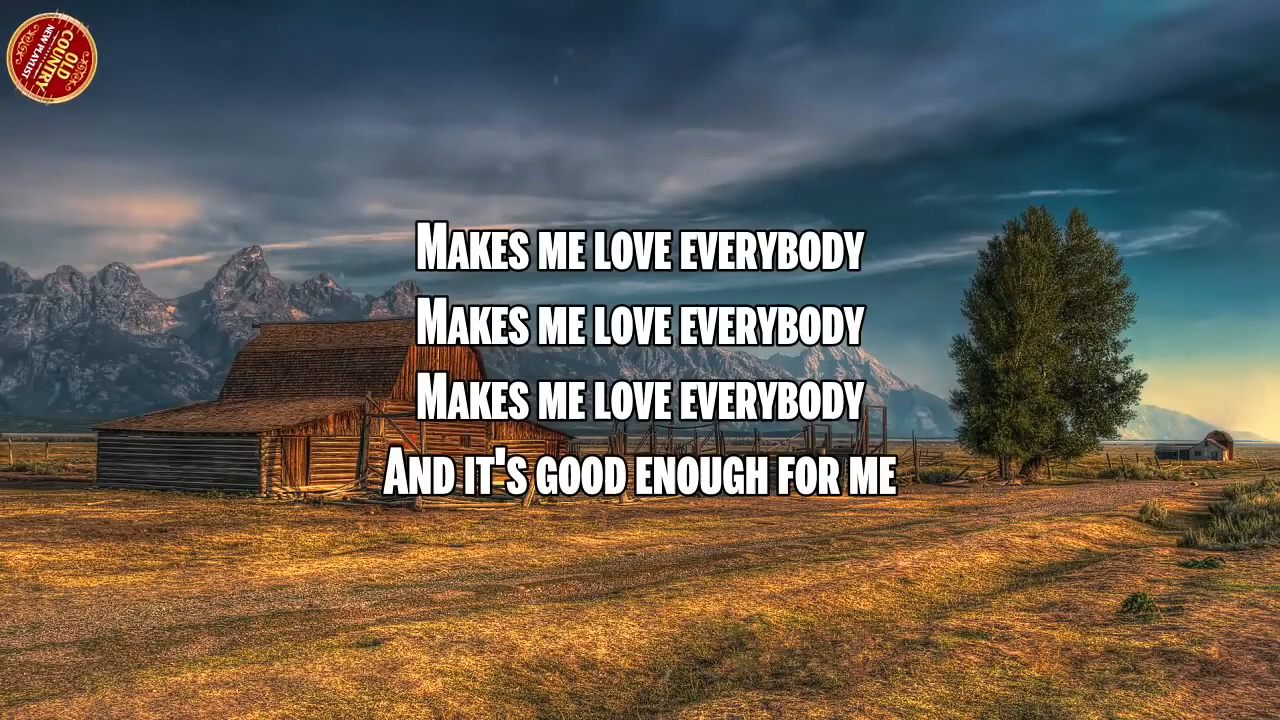 OLD
COUNTRY
NEW PLAYLIST
Makes me love everybody
Makes me love everybody
Makes me love everybody
And it's good enough for me